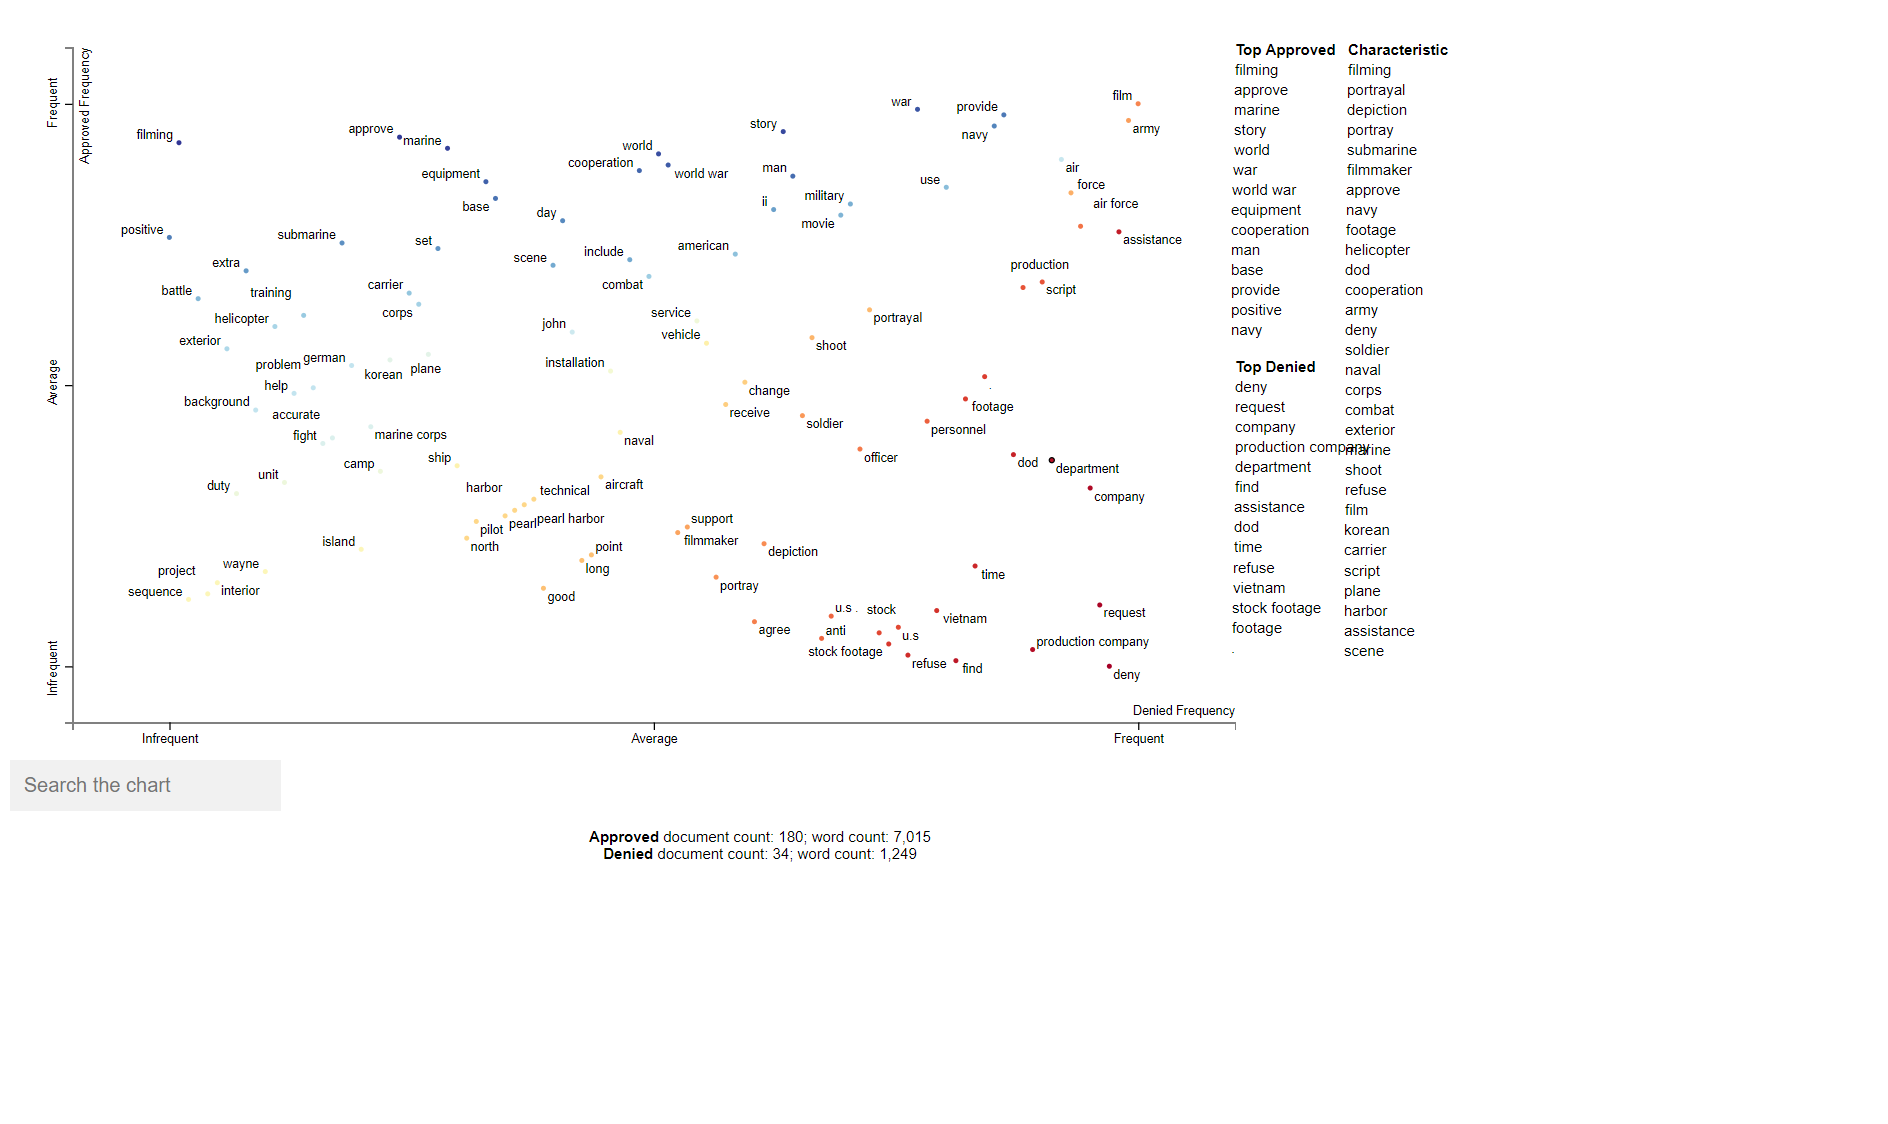 Frequent
Approved Frequency
Average
Infrequent
film
war
provide
story
army
approve
filming
marine
navy
world
cooperation
man
world war
air
equipment
use
force
military
ii
air force
base
day
movie
positive
submarine
set
american
assistance
include
scene
extra
production
combat
carrier
battle
training
script
corps
service
helicopter
portrayal
john
vehicle
exterior
shoot
german
installation
problem
plane
korean
help
change
background
footage
accurate
receive
soldier
personnel
fight
marine corps
naval
ship
officer
camp
dod
department
unit
duty
aircraft
harbor
technical
company
pearl
pearl harbor
support
pilot
island
filmmaker
north
point
depiction
wayne
long
project
time
portray
sequence
interior
good
u.s .
stock
request
vietnam
agree
anti
u.s
production company
stock footage
refuse
find
deny
.
Denied Frequency
Infrequent
Average
Frequent
Top Approved
filming
approve
marine
story
world
war
world war
equipment
cooperation
man
base
provide
positive
navy
Top Denied
deny
request
company
production company
department
find
assistance
dod
time
refuse
vietnam
stock footage
footage
.
Characteristic
filming
portrayal
depiction
portray
submarine
filmmaker
approve
navy
footage
helicopter
dod
cooperation
army
deny
soldier
naval
corps
combat
exterior
marine
shoot
refuse
film
korean
carrier
script
plane
harbor
assistance
scene
Search the chart
Approved document count: 180; word count: 7,015
Denied document count: 34; word count: 1,249